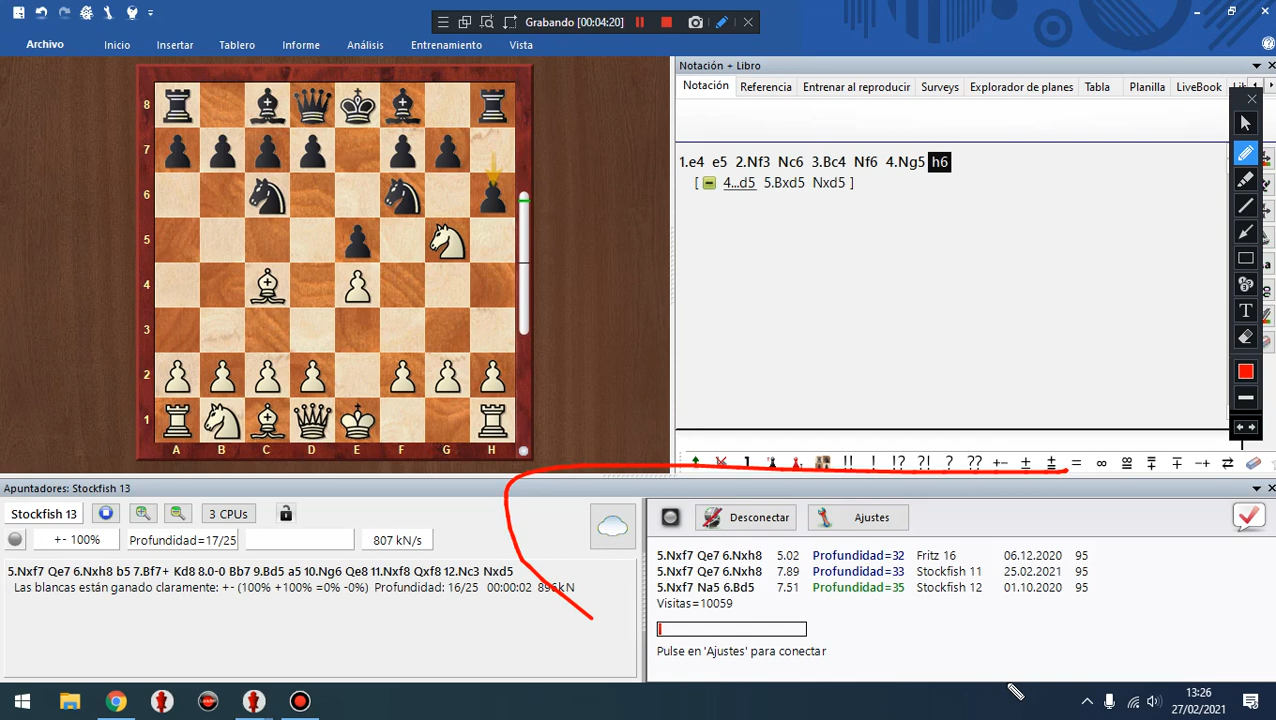 Grabando [00:04:20]
Archivo Inicio Insertar Tablero Informe Análisis Entrenamiento Vista
Notación + Libro
Notación Referencia Entrenar al reproducir Surveys Explorador de planes Tabla Planilla LiveBook
1.e4 e5 2.Nf3 Nc6 3.Bc4 Nf6 4.Ng5 h6
[ 4...d5 5.Bxd5 Nxd5 ]
8
7
6
5
4
3
2
1
A B C D E F G H
T
1 !! ! !? ?! ? ?? +- ± ⩲ = ∞ ⩱ ∓ -+ ⇄
Apuntadores: Stockfish 13
Stockfish 13 3 CPUs
+- 100% Profundidad=17/25 807 kN/s
5.Nxf7 Qe7 6.Nxh8 b5 7.Bf7+ Kd8 8.0-0 Bb7 9.Bd5 a5 10.Ng6 Qe8 11.Nxf8 Qxf8 12.Nc3 Nxd5
Las blancas están ganado claramente: +- (100% +100% =0% -0%) Profundidad: 16/25 00:00:02 896kN
Desconectar Ajustes
5.Nxf7 Qe7 6.Nxh8 5.02 Profundidad=32 Fritz 16 06.12.2020 95
5.Nxf7 Qe7 6.Nxh8 7.89 Profundidad=33 Stockfish 11 25.02.2021 95
5.Nxf7 Na5 6.Bd5 7.51 Profundidad=35 Stockfish 12 01.10.2020 95
Visitas=10059
Pulse en 'Ajustes' para conectar
13:26
27/02/2021